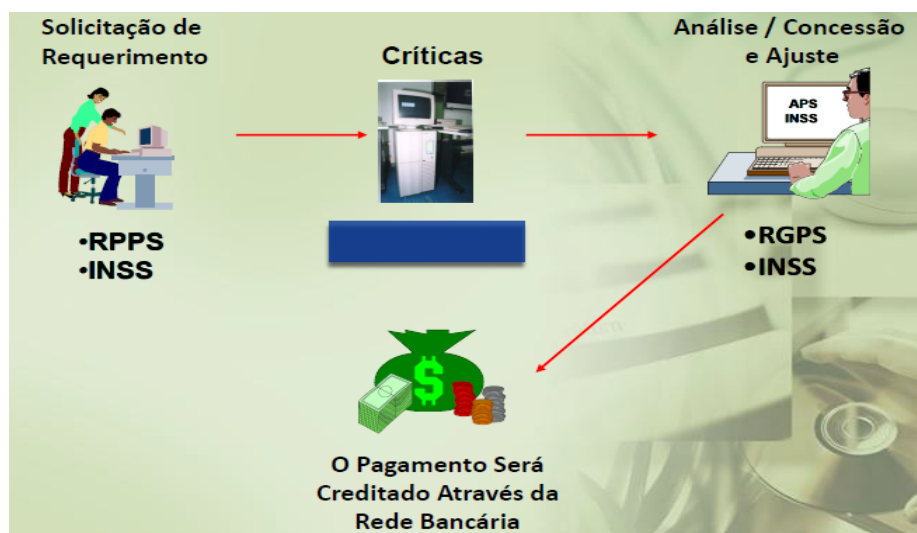 Solicitação de
Requerimento
Críticas
Análise / Concessão
e Ajuste
APS
INSS
•RPPS
•INSS
•RGPS
•INSS
$
O Pagamento Será
Creditado Através da
Rede Bancária